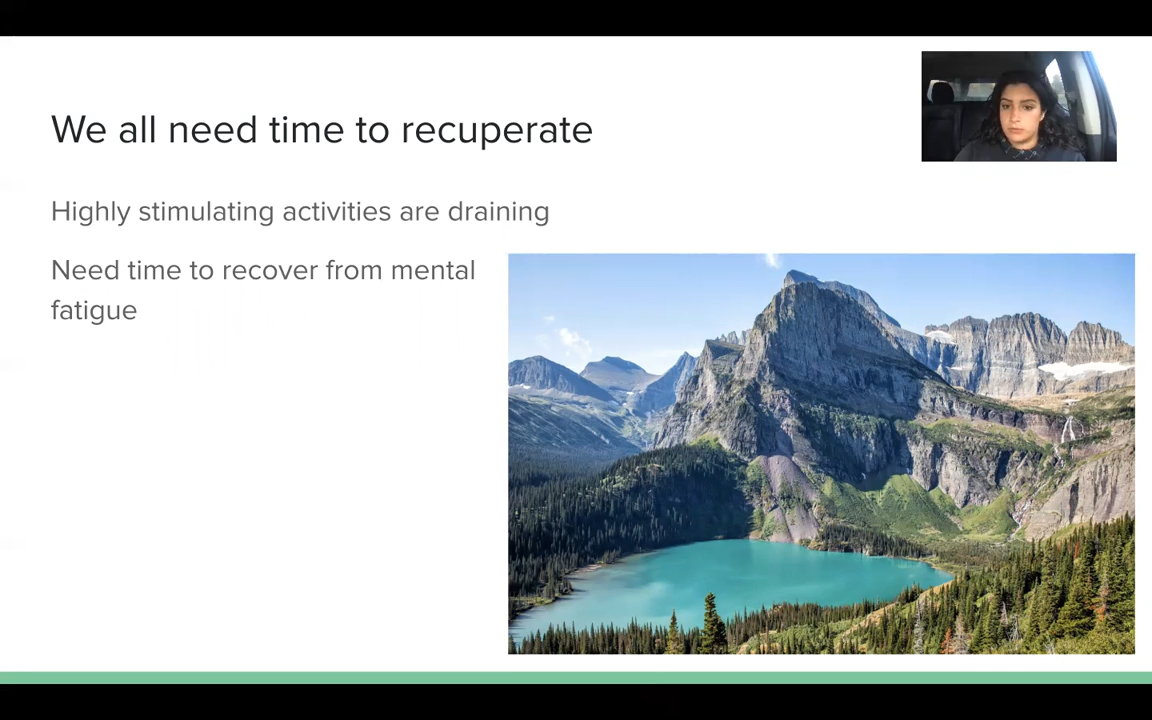 We all need time to recuperate
Highly stimulating activities are draining
Need time to recover from mental
fatigue